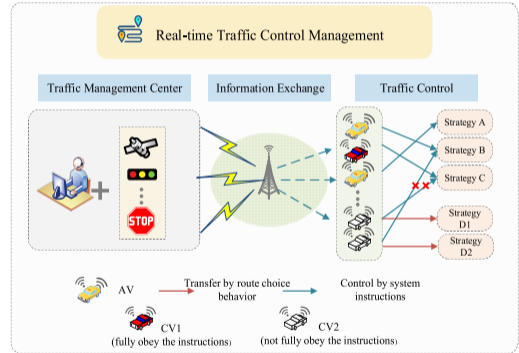 Real-time Traffic Control Management
Traffic Management Center
Information Exchange
Traffic Control
STOP
Strategy A
Strategy B
Strategy C
Strategy
D1
Strategy
D2
AV
Transfer by route choice
behavior
Control by system
instructions
CV1
(fully obey the instructions)
CV2
(not fully obey the instructions)